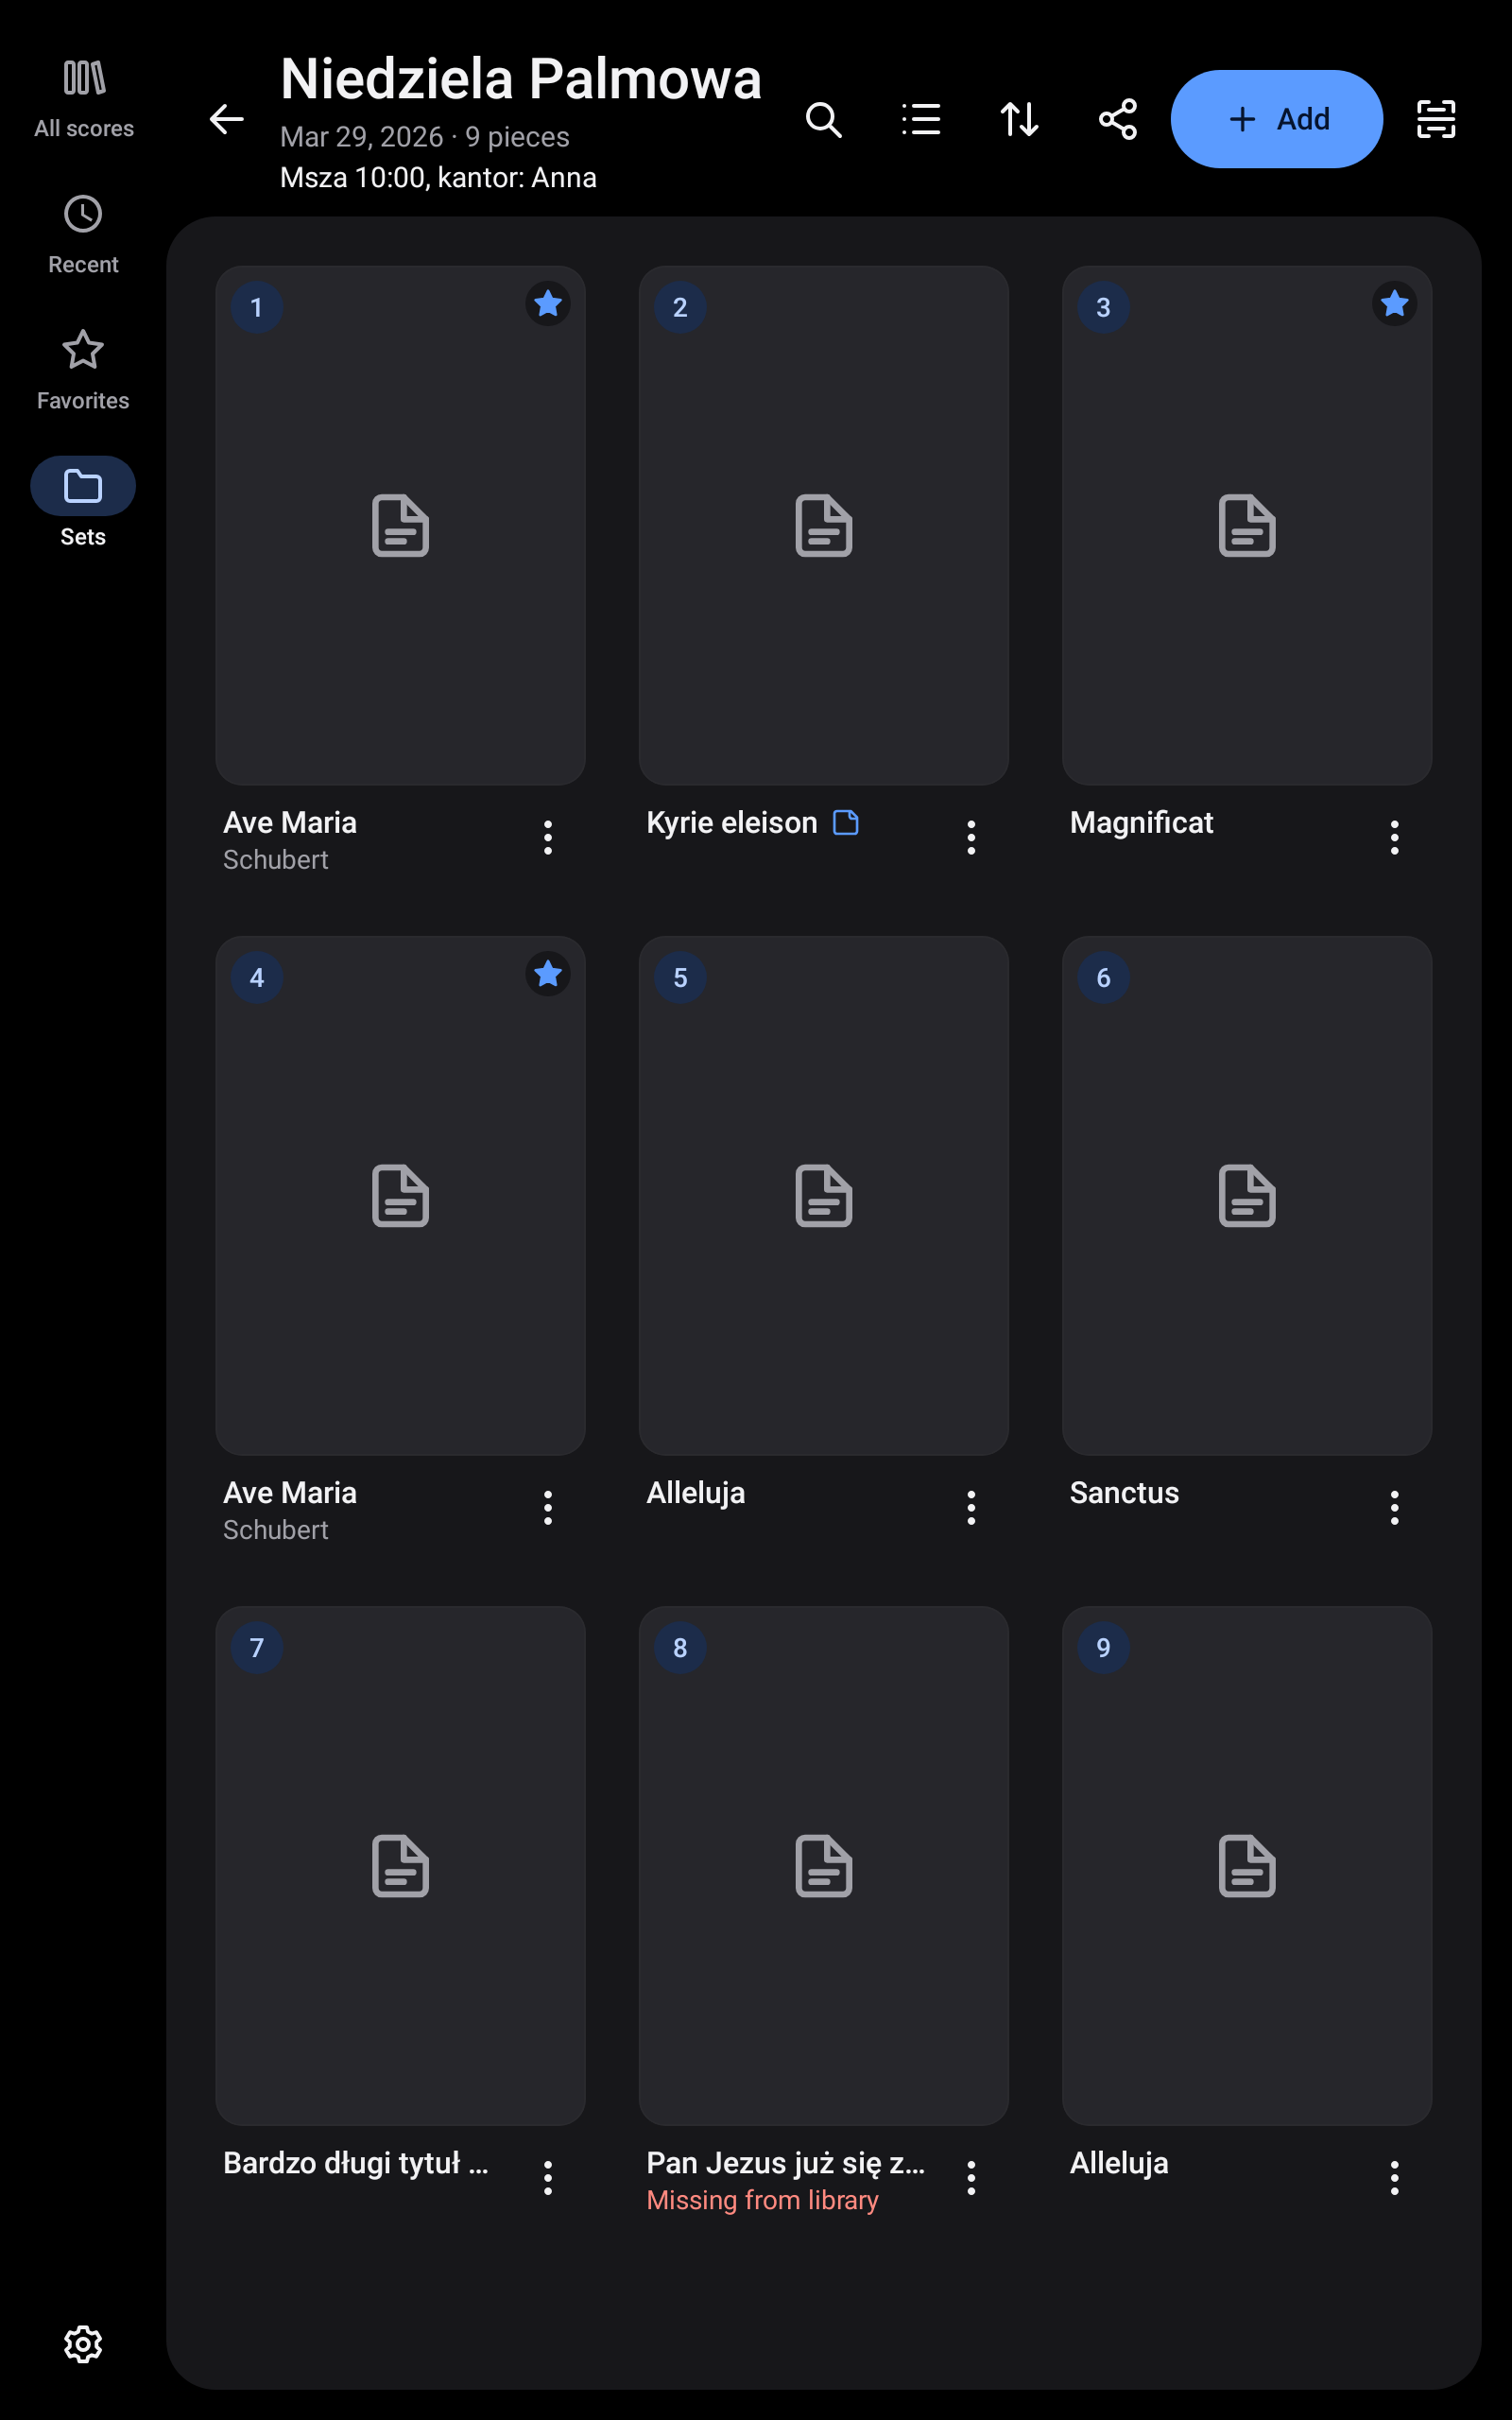 All scores
Recent
Favorites
Sets
Niedziela Palmowa
Mar 29, 2026 · 9 pieces
Msza 10:00, kantor: Anna
Add
1
2
3
Ave Maria
Schubert
Kyrie eleison
Magnificat
4
5
6
Ave Maria
Schubert
Alleluja
Sanctus
7
8
9
Bardzo długi tytuł ...
Pan Jezus już się z...
Missing from library
Alleluja